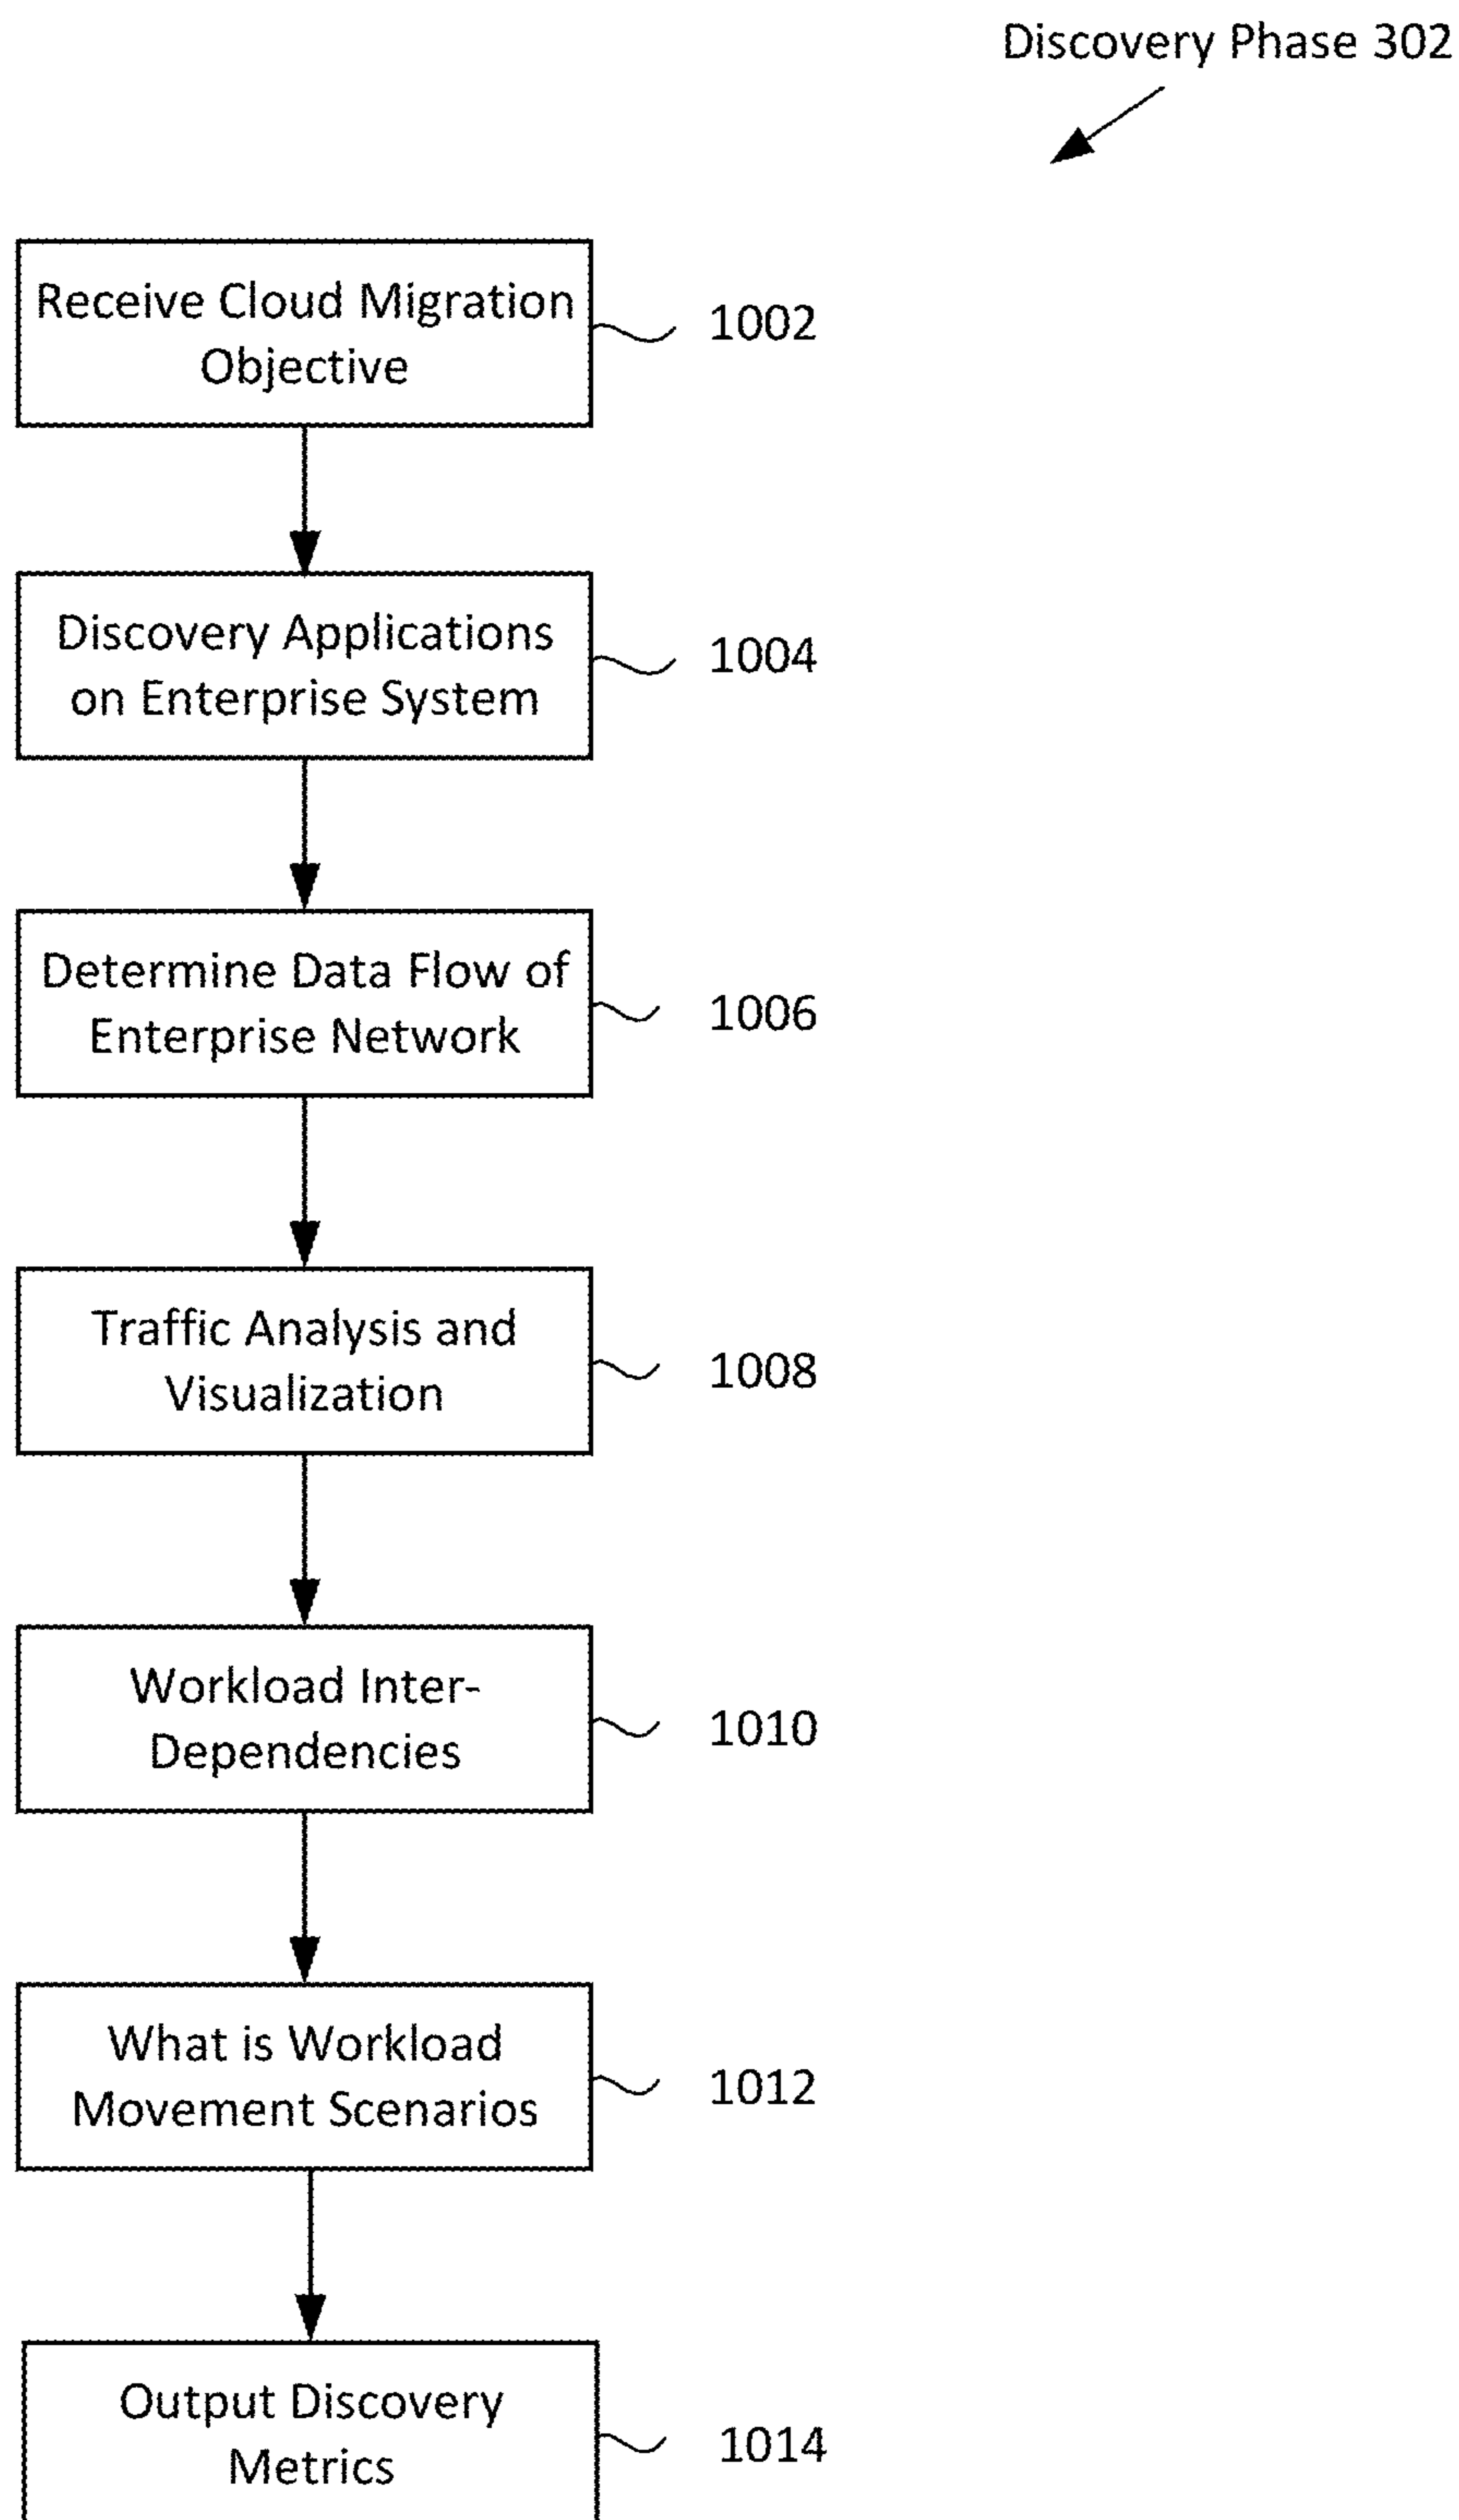 Discovery Phase 302
Receive Cloud Migration
Objective
1002
Discovery Applications
on Enterprise System
1004
Determine Data Flow of
Enterprise Network
1006
Traffic Analysis and
Visualization
1008
Workload Inter-
Dependencies
1010
What is Workload
Movement Scenarios
1012
Output Discovery
Metrics
1014